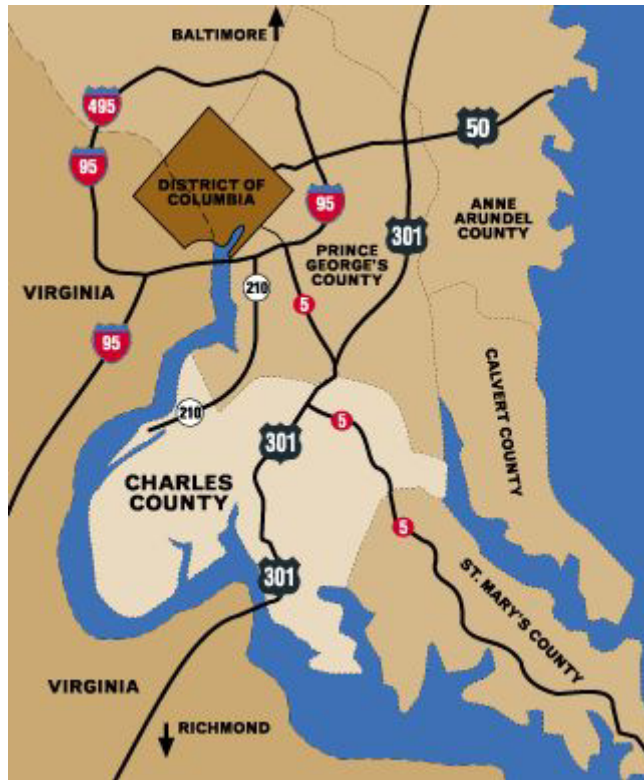 BALTIMORE
495
50
95
DISTRICT OF
COLUMBIA
95
ANNE
ARUNDEL
COUNTY
301
PRINCE
GEORGE'S
COUNTY
VIRGINIA
210
5
95
CALVERT COUNTY
210
5
301
CHARLES
COUNTY
5
301
ST. MARY'S COUNTY
VIRGINIA
RICHMOND